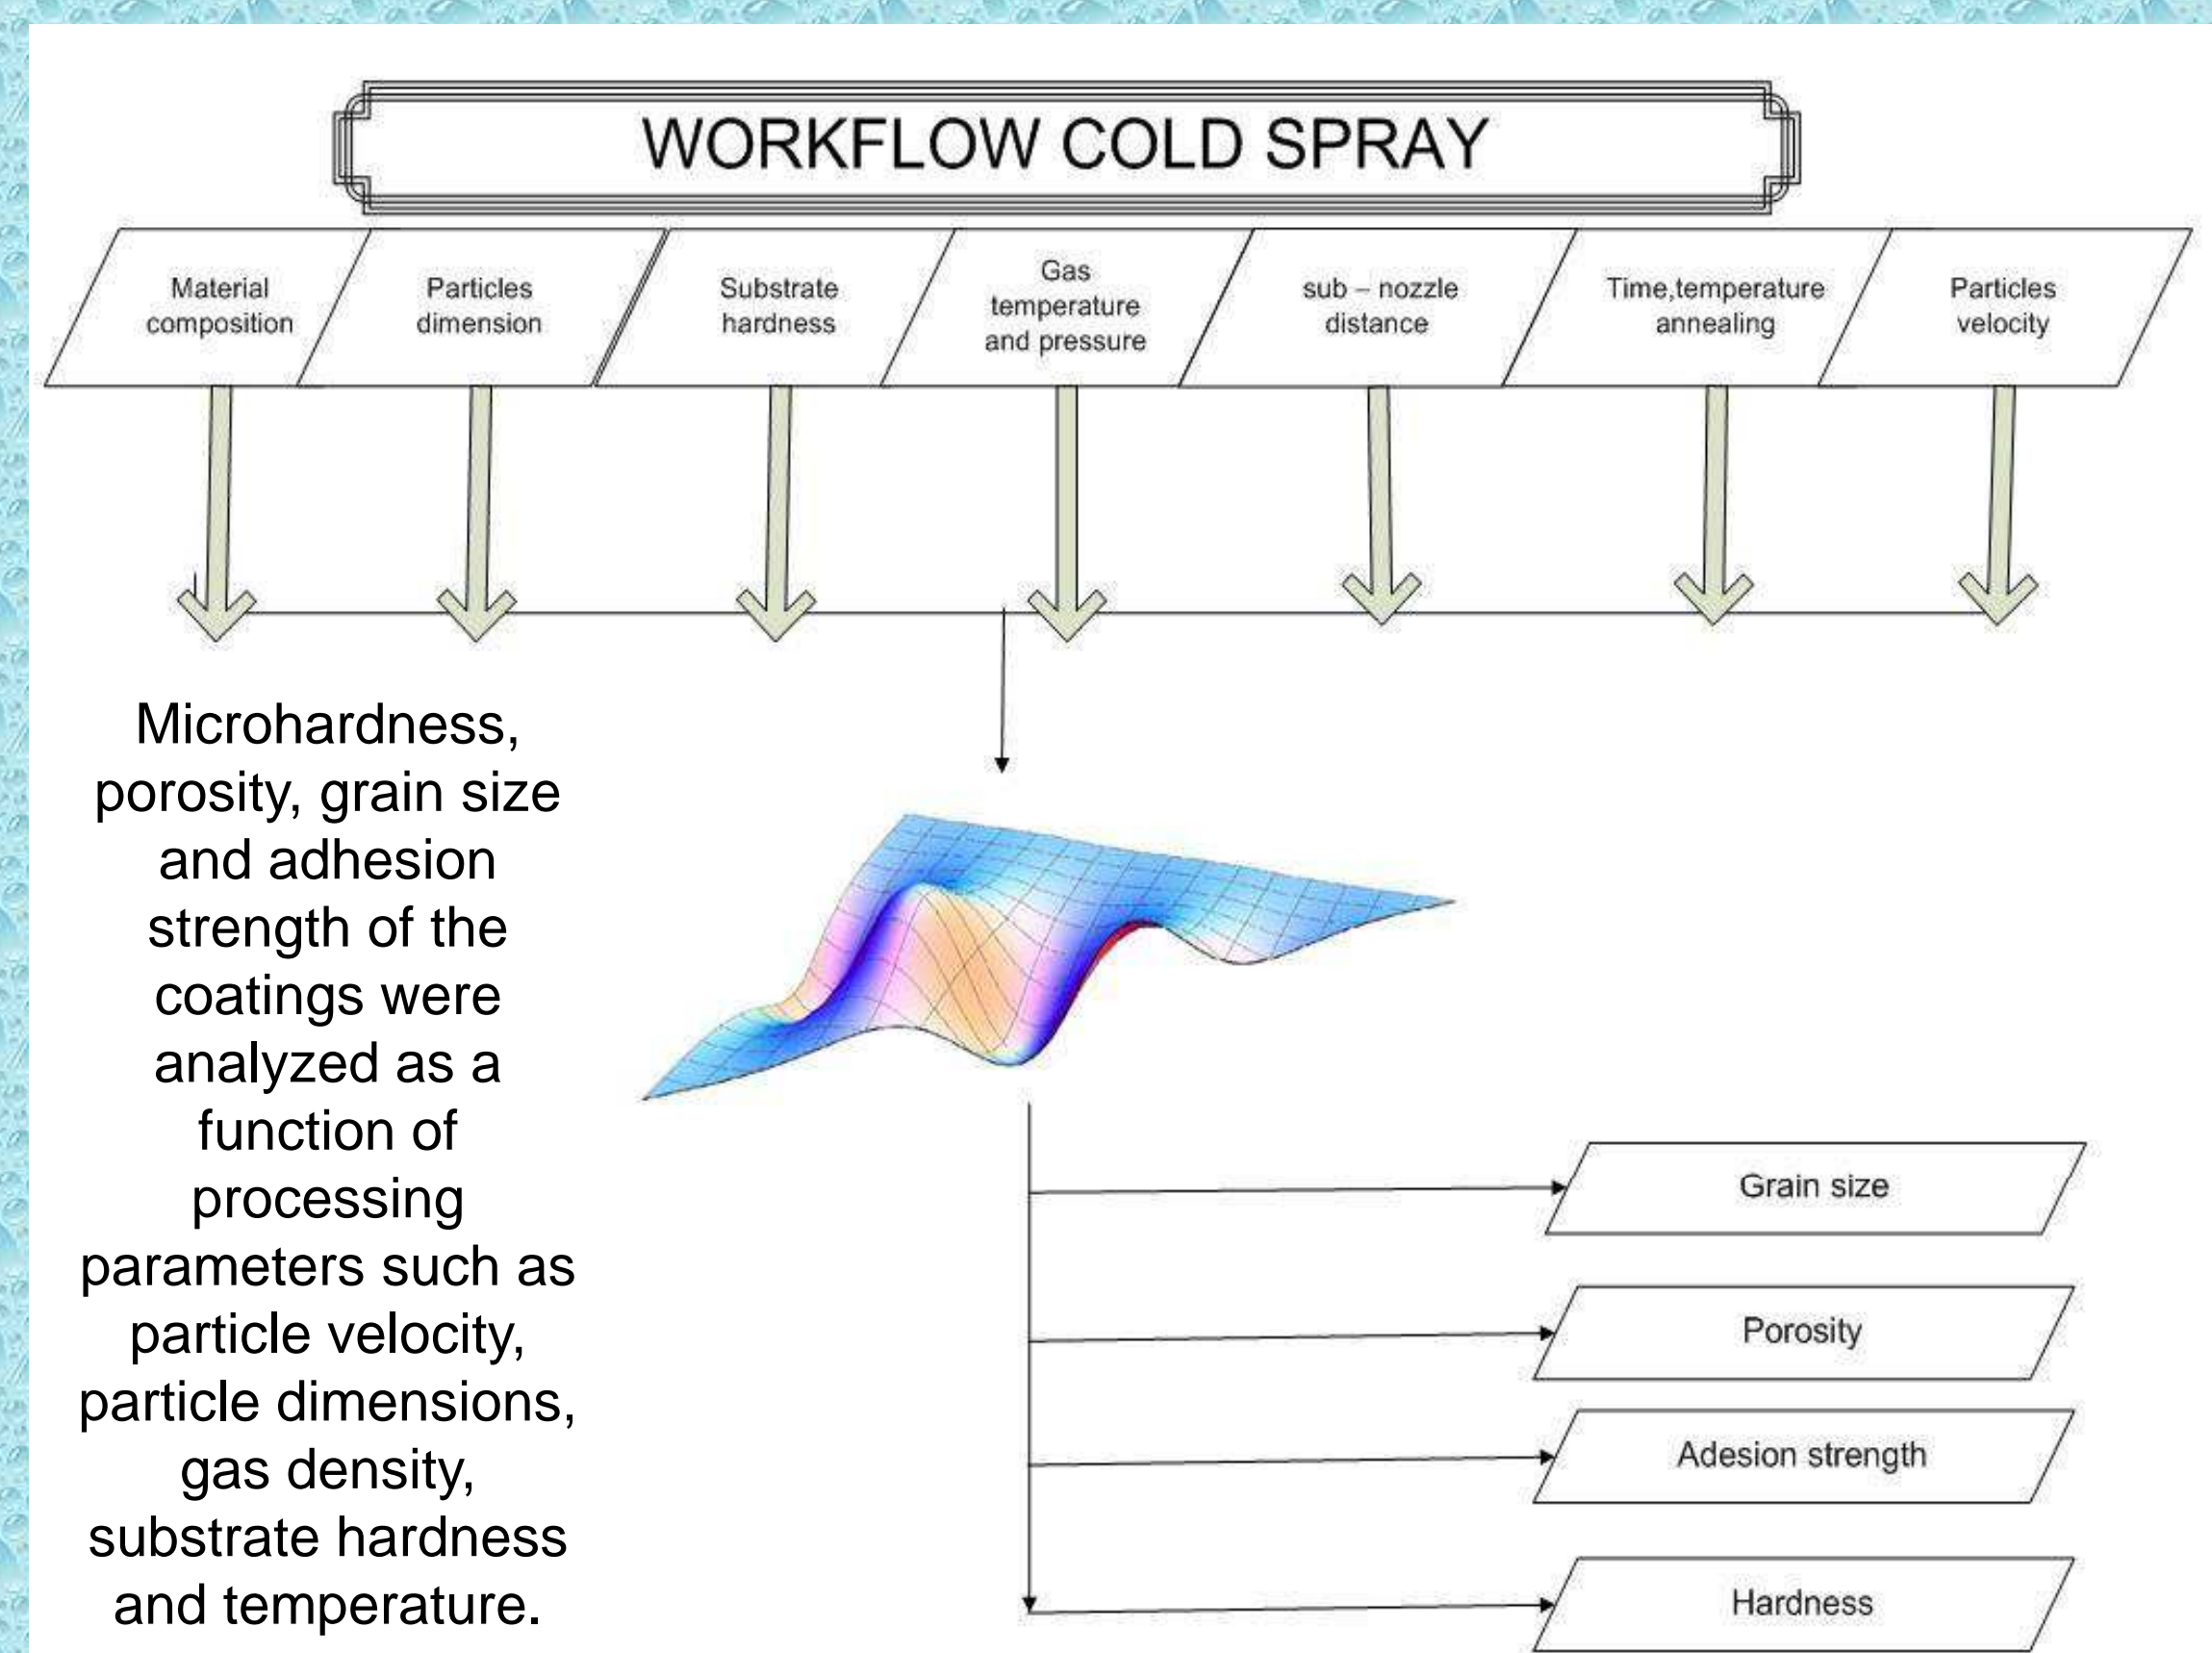 WORKFLOW COLD SPRAY
Material
composition
Particles
dimension
Substrate
hardness
Gas
temperature
and pressure
sub – nozzle
distance
Time,temperature
annealing
Particles
velocity
Microhardness,
porosity, grain size
and adhesion
strength of the
coatings were
analyzed as a
function of
processing
parameters such as
particle velocity,
particle dimensions,
gas density,
substrate hardness
and temperature.
Grain size
Porosity
Adesion strength
Hardness